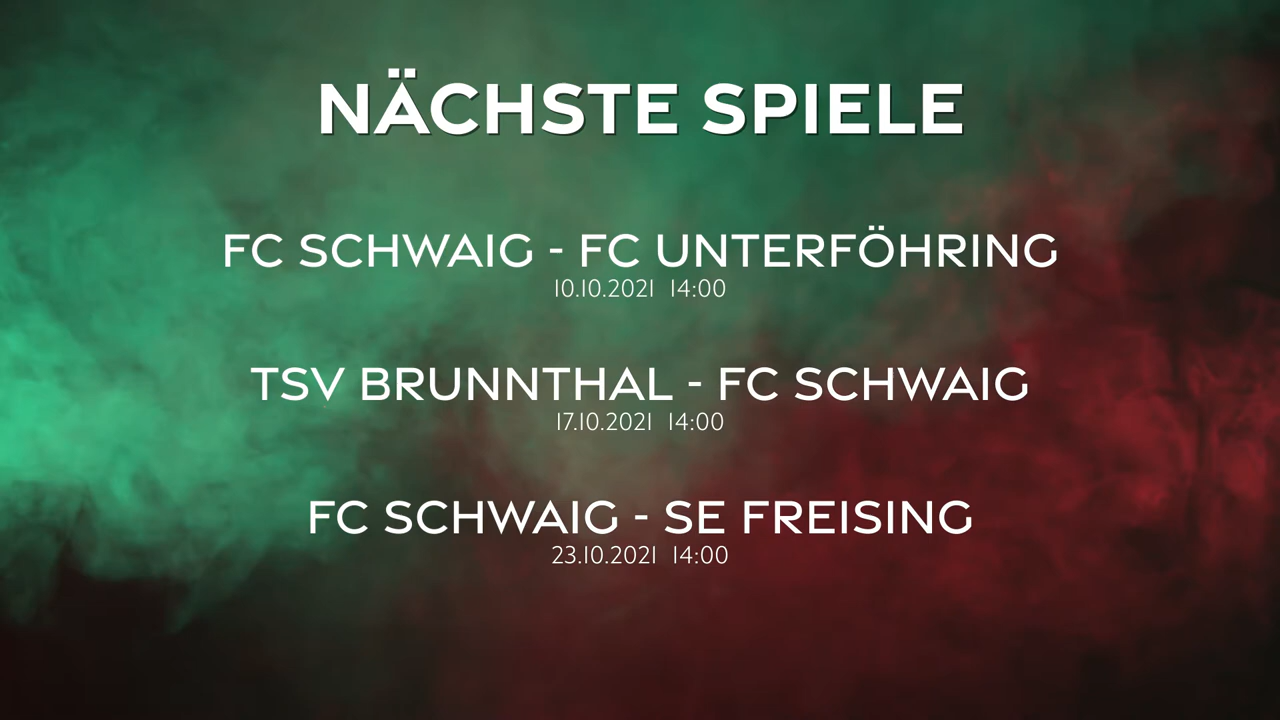 NÄCHSTE SPIELE
FC SCHWAIG - FC UNTERFÖHRING
10.10.2021 14:00
TSV BRUNNTHAL - FC SCHWAIG
17.10.2021 14:00
FC SCHWAIG - SE FREISING
23.10.2021 14:00